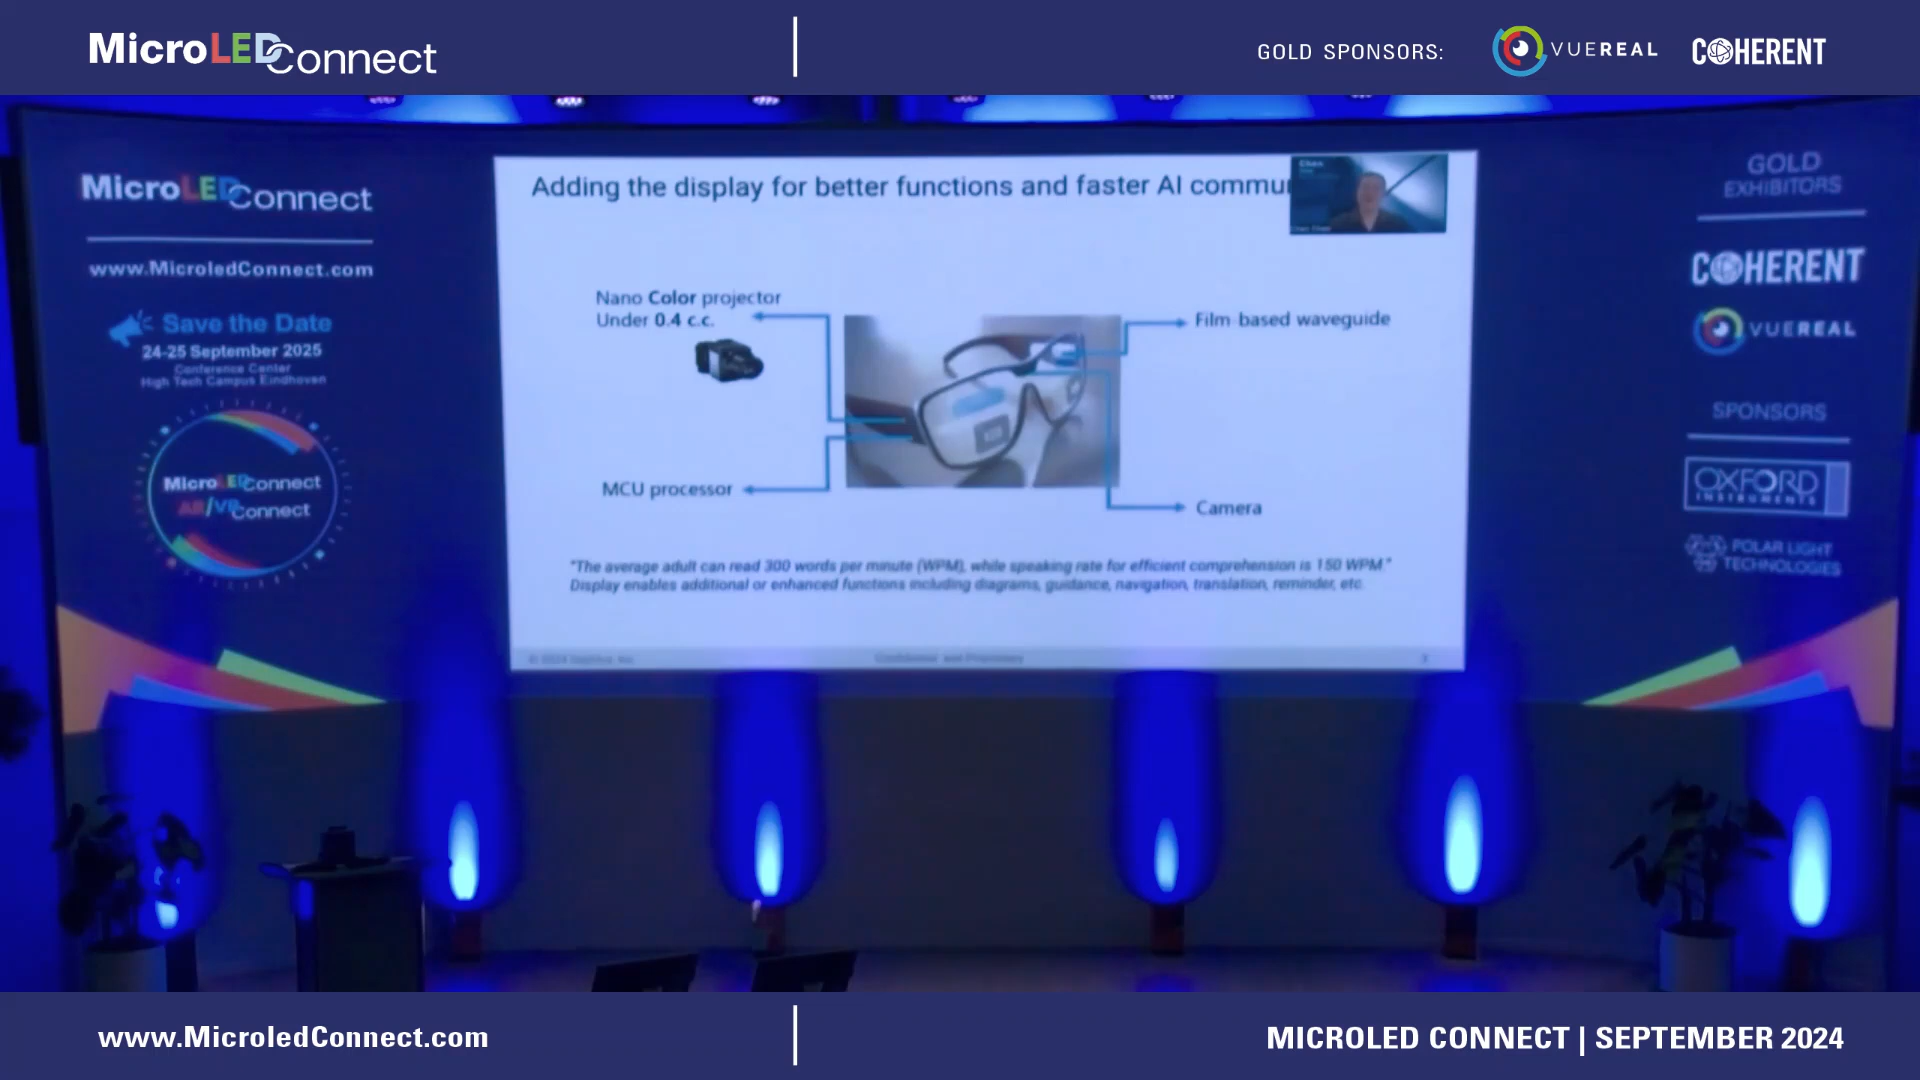 MicroLEDConnect
GOLD SPONSORS:
VUEREAL
COHERENT
MicroLEDConnect
www.MicroledConnect.com
Save the Date
24-25 September 2025
Conference Center
High Tech Campus Eindhoven
MicroLEDConnect
AR/VR Connect
Adding the display for better functions and faster AI commu
Nano Color projector
Under 0.4 c.c.
Film-based waveguide
MCU processor
Camera
"The average adult can read 300 words per minute (WPM), while speaking rate for efficient comprehension is 150 WPM"
Display enables additional or enhanced functions including diagrams, guidance, navigation, translation, reminder, etc.
Confidential and Proprietary
GOLD
EXHIBITORS
COHERENT
VUEREAL
SPONSORS
OXFORD
INSTRUMENTS
POLAR LIGHT
TECHNOLOGIES
www.MicroledConnect.com
MICROLED CONNECT | SEPTEMBER 2024